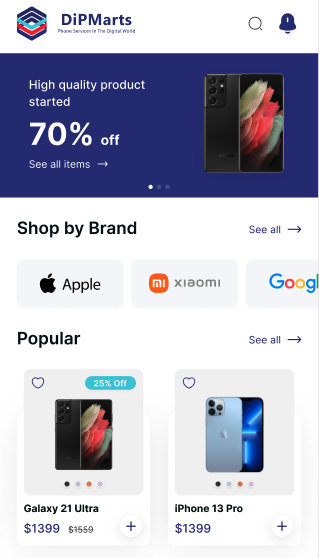 DiPMarts
Phone Services In The Digital World
High quality product
started
70% off
See all items →
Shop by Brand
See all →
Apple
mi xiaomi
Googl
Popular
See all →
25% Off
Galaxy 21 Ultra
$1399 $1559 +
iPhone 13 Pro
$1399 +